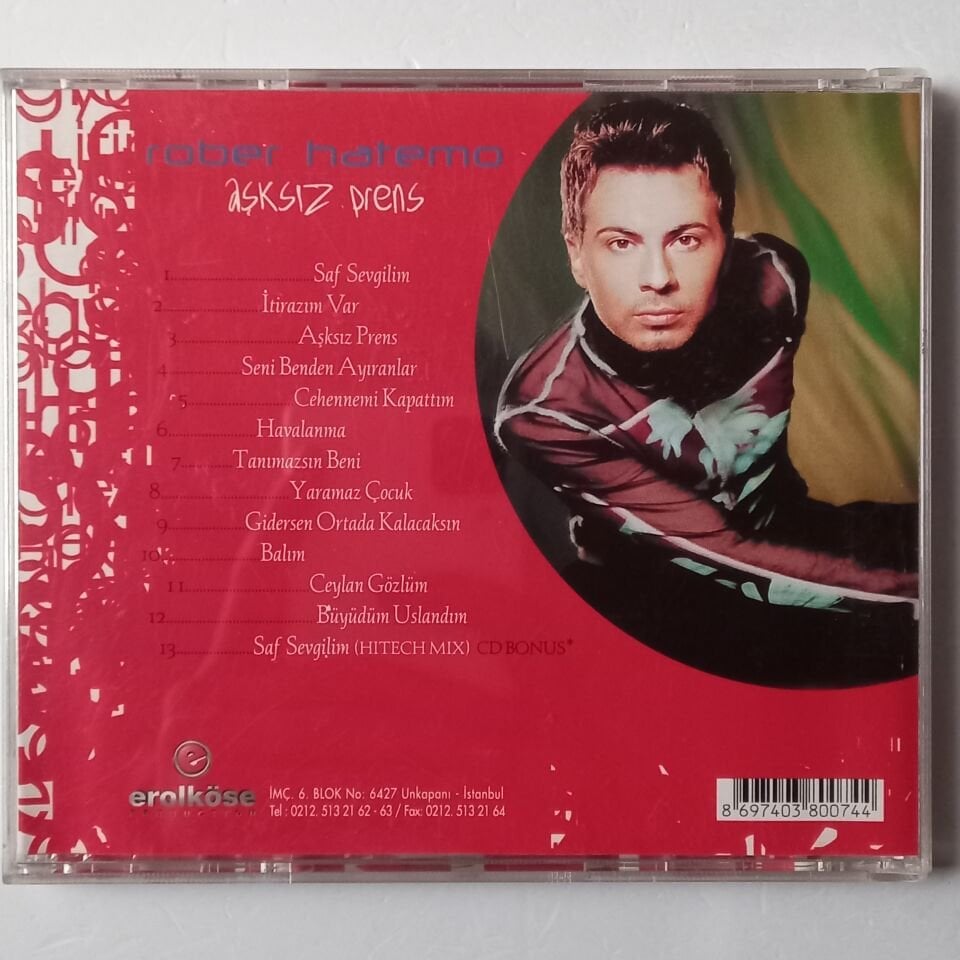 rober hatemo
aşksız prens
1 Saf Sevgilim
2 İtirazım Var
3 Aşksız Prens
4 Seni Benden Ayıranlar
5 Cehennemi Kapattım
6 Havalanma
7 Tanımazsın Beni
8 Yaramaz Çocuk
9 Gidersen Ortada Kalacaksın
10 Balım
11 Ceylan Gözlüm
12 Büyüdüm Uslandım
13 Saf Sevgilim (HITECH MIX) CD BONUS*
e
erolköse
İMÇ. 6. BLOK No: 6427 Unkapanı - İstanbul
Tel : 0212. 513 21 62 - 63 / Fax: 0212. 513 21 64
8 697403 800744